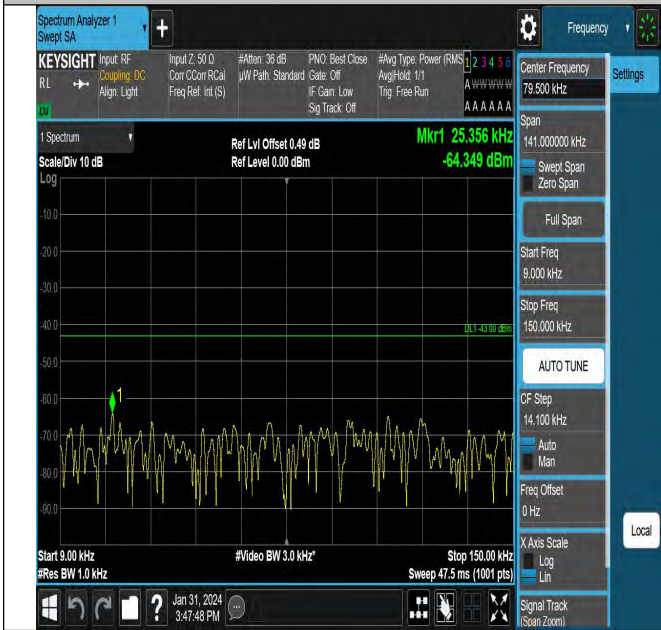 Spectrum Analyzer 1
Swept SA
Frequency
KEYSIGHT
RL
Input: RF
Coupling: DC
Align: Light
Input Z: 50 Ω
Corr CCorr RCal
Freq Ref: Int (S)
#Atten: 36 dB
µW Path: Standard
PNO: Best Close
Gate: Off
IF Gain: Low
Sig Track: Off
#Avg Type: Power (RMS
Avg|Hold: 1/1
Trig: Free Run
1 2 3 4 5 6
A W W W W W
A A A A A A
1 Spectrum
Scale/Div 10 dB
Log
Ref Lvl Offset 0.49 dB
Ref Level 0.00 dBm
Mkr1 25.356 kHz
-64.349 dBm
-10.0
-20.0
-30.0
-40.0
-50.0
-60.0
-70.0
-80.0
-90.0
DL1 -43.00 dBm
1
Start 9.00 kHz
#Res BW 1.0 kHz
#Video BW 3.0 kHz*
Stop 150.00 kHz
Sweep 47.5 ms (1001 pts)
Jan 31, 2024
3:47:48 PM
?
Center Frequency
79.500 kHz
Span
141.000000 kHz
Swept Span
Zero Span
Full Span
Start Freq
9.000 kHz
Stop Freq
150.000 kHz
AUTO TUNE
CF Step
14.100 kHz
Auto
Man
Freq Offset
0 Hz
X Axis Scale
Log
Lin
Signal Track
(Span Zoom)
Settings
Local